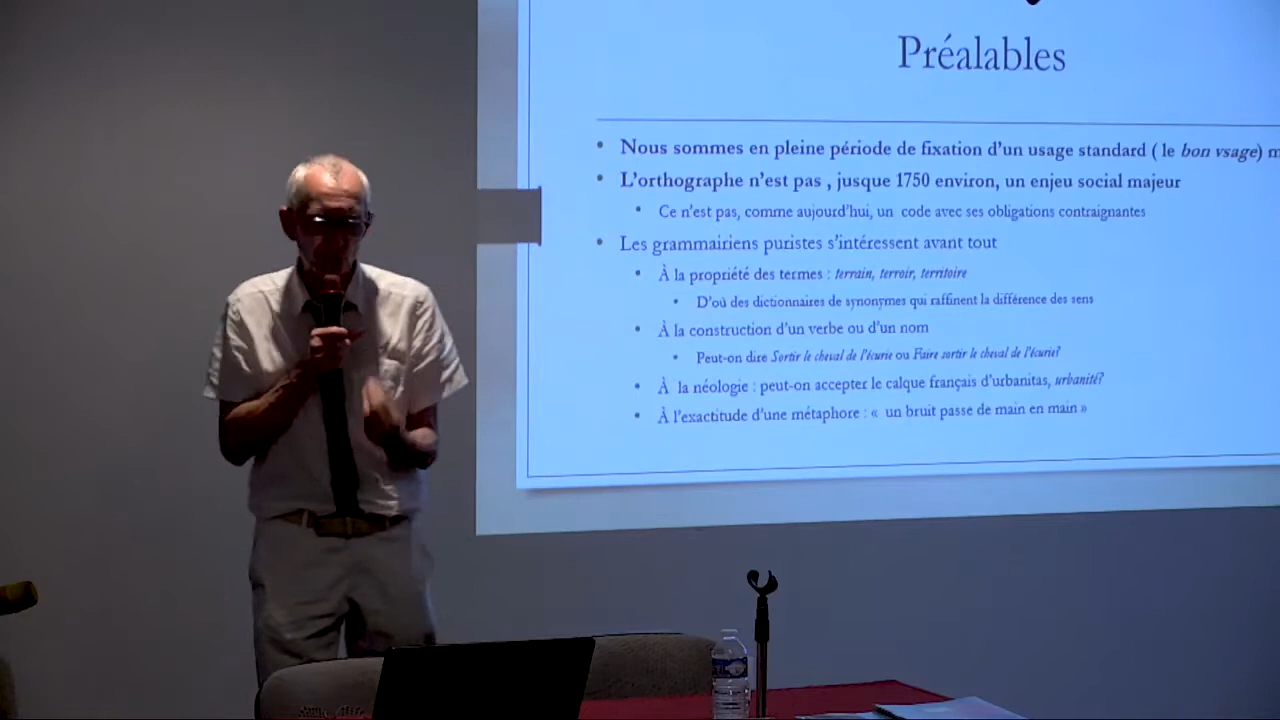 Préalables
• Nous sommes en pleine période de fixation d'un usage standard ( le bon vsage) m
• L'orthographe n'est pas , jusque 1750 environ, un enjeu social majeur
• Ce n'est pas, comme aujourd'hui, un code avec ses obligations contraignantes
• Les grammairiens puristes s'intéressent avant tout
• À la propriété des termes : terrain, terroir, territoire
• D'où des dictionnaires de synonymes qui raffinent la différence des sens
• À la construction d'un verbe ou d'un nom
• Peut-on dire Sortir le cheval de l'écurie ou Faire sortir le cheval de l'écurie?
• À la néologie : peut-on accepter le calque français d'urbanitas, urbanité?
• À l'exactitude d'une métaphore : « un bruit passe de main en main »